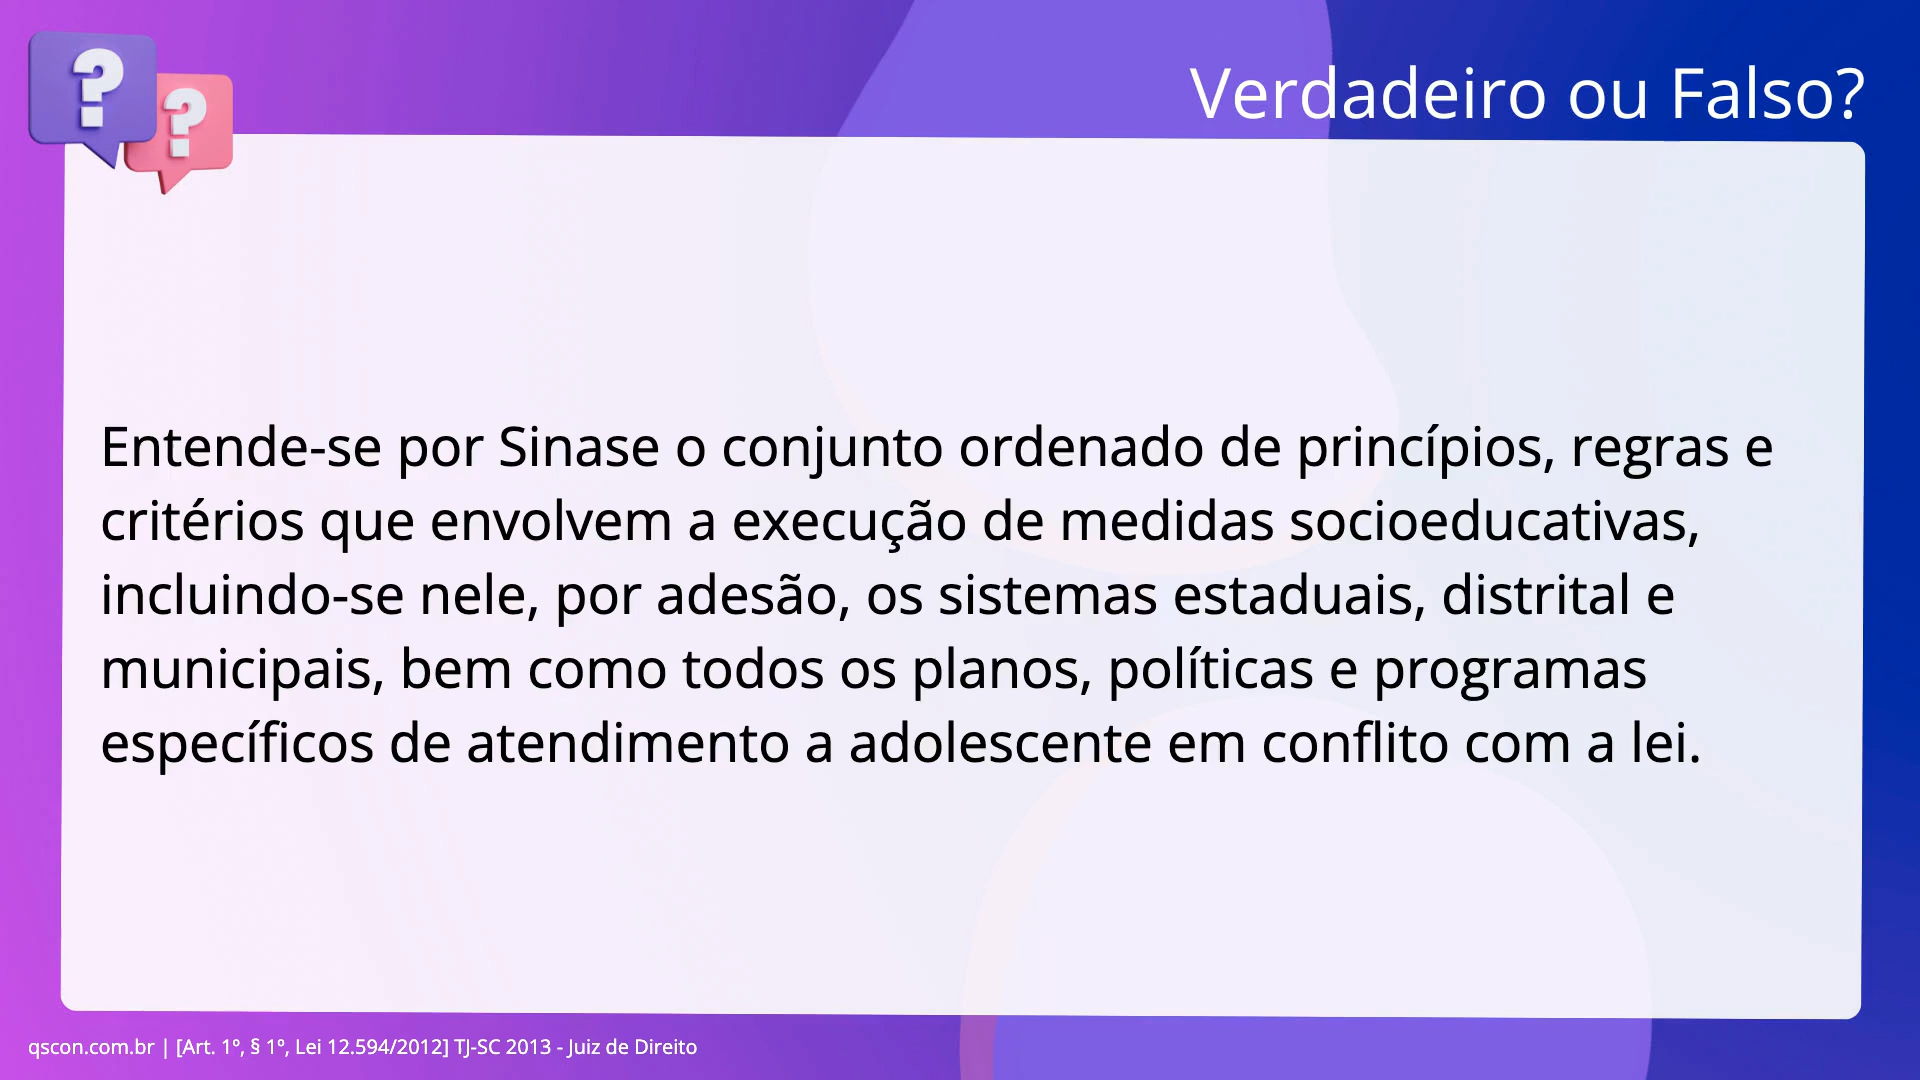 ?
?
Verdadeiro ou Falso?
Entende-se por Sinase o conjunto ordenado de princípios, regras e
critérios que envolvem a execução de medidas socioeducativas,
incluindo-se nele, por adesão, os sistemas estaduais, distrital e
municipais, bem como todos os planos, políticas e programas
específicos de atendimento a adolescente em conflito com a lei.
qscon.com.br | [Art. 1º, § 1º, Lei 12.594/2012] TJ-SC 2013 - Juiz de Direito